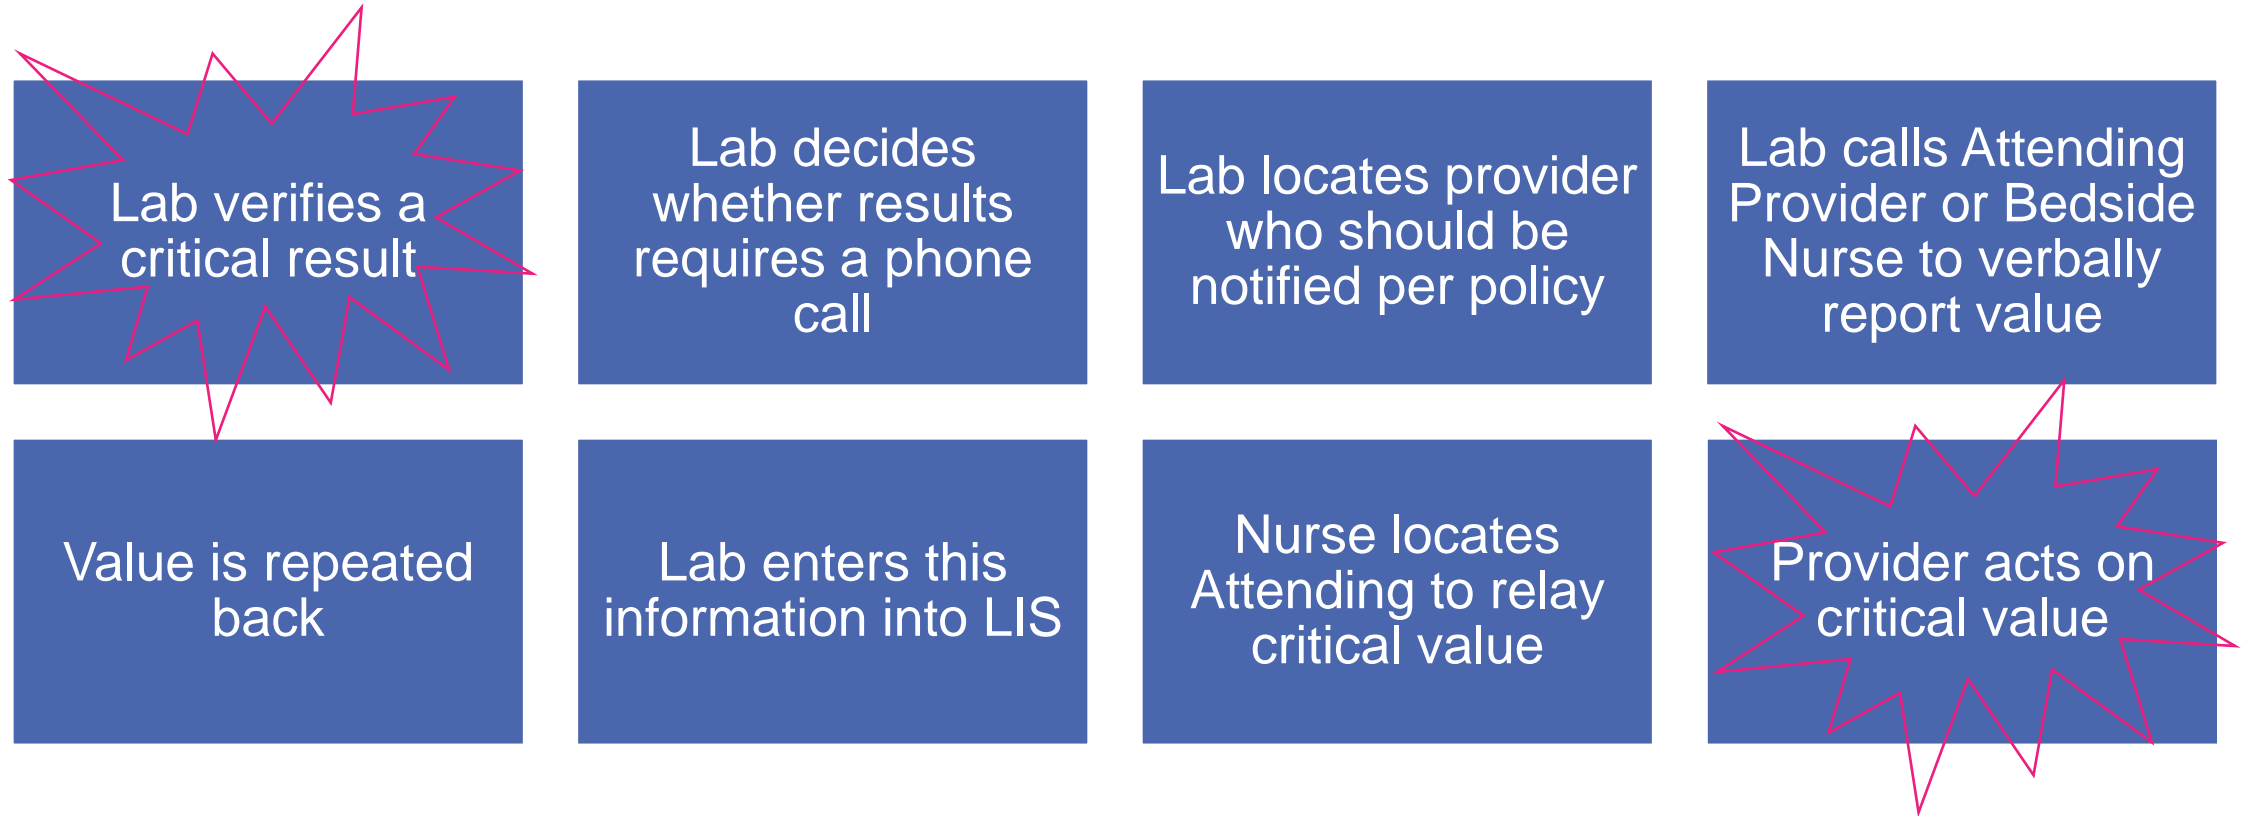 Lab verifies a
critical result
Lab decides
whether results
requires a phone
call
Lab locates provider
who should be
notified per policy
Lab calls Attending
Provider or Bedside
Nurse to verbally
report value
Value is repeated
back
Lab enters this
information into LIS
Nurse locates
Attending to relay
critical value
Provider acts on
critical value